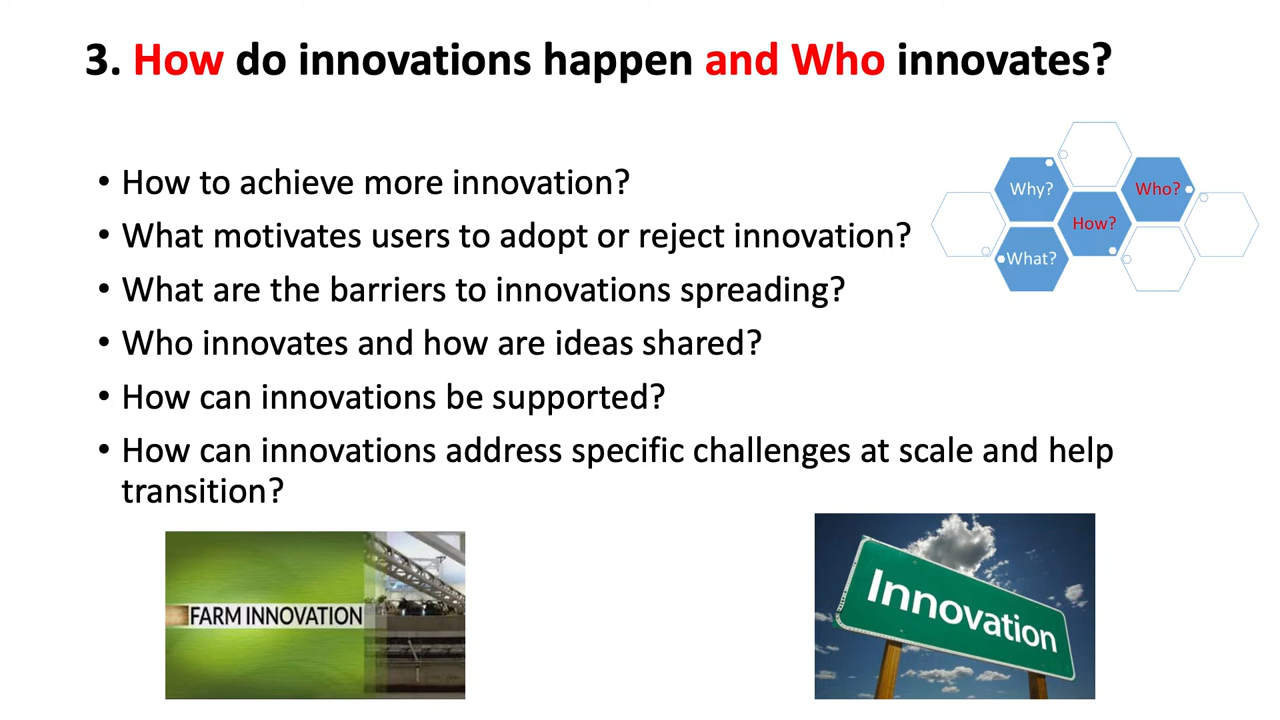 3. How do innovations happen and Who innovates?
• How to achieve more innovation?
• What motivates users to adopt or reject innovation?
• What are the barriers to innovations spreading?
• Who innovates and how are ideas shared?
• How can innovations be supported?
• How can innovations address specific challenges at scale and help
transition?
Why?
Who?
How?
What?
FARM INNOVATION
Innovation